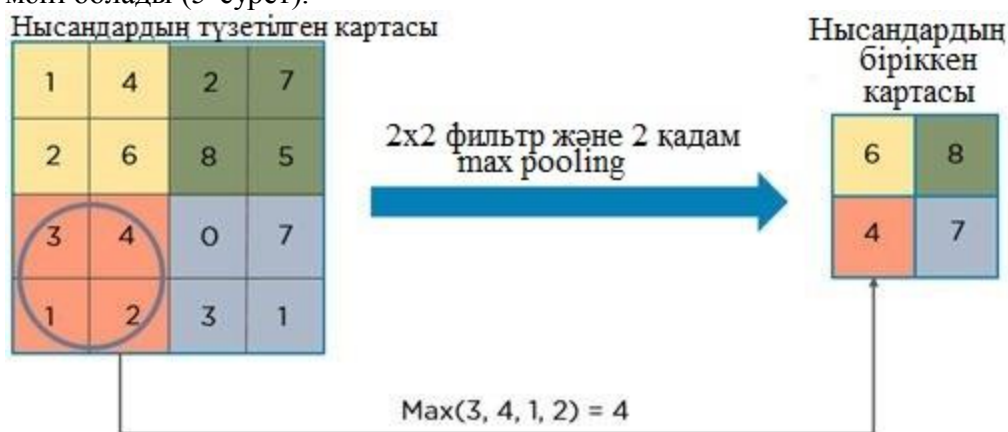 мәні болады
Нысандардың түзетілген картасы
Нысандардың
біріккен
картасы
1 4 2 7
2 6 8 5
3 4 0 7
1 2 3 1
2x2 фильтр және 2 қадам
max pooling
6 8
4 7
Max(3, 4, 1, 2) = 4